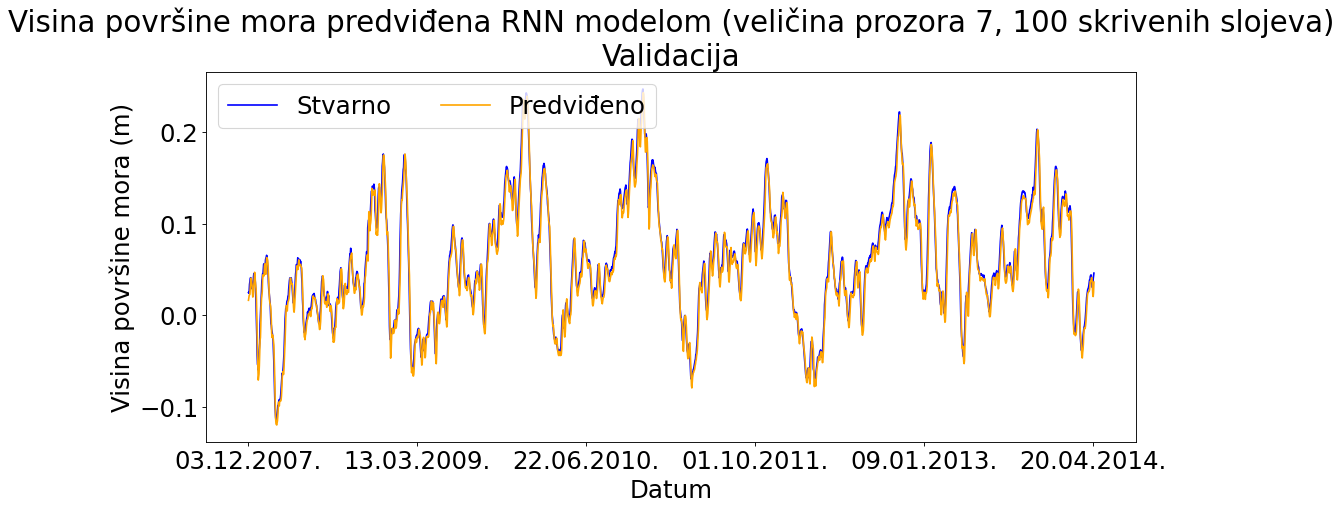 Visina površine mora predviđena RNN modelom (veličina prozora 7, 100 skrivenih slojeva)
Validacija
Stvarno Predviđeno
Visina površine mora (m)
0.2
0.1
0.0
−0.1
03.12.2007. 13.03.2009. 22.06.2010. 01.10.2011. 09.01.2013. 20.04.2014.
Datum